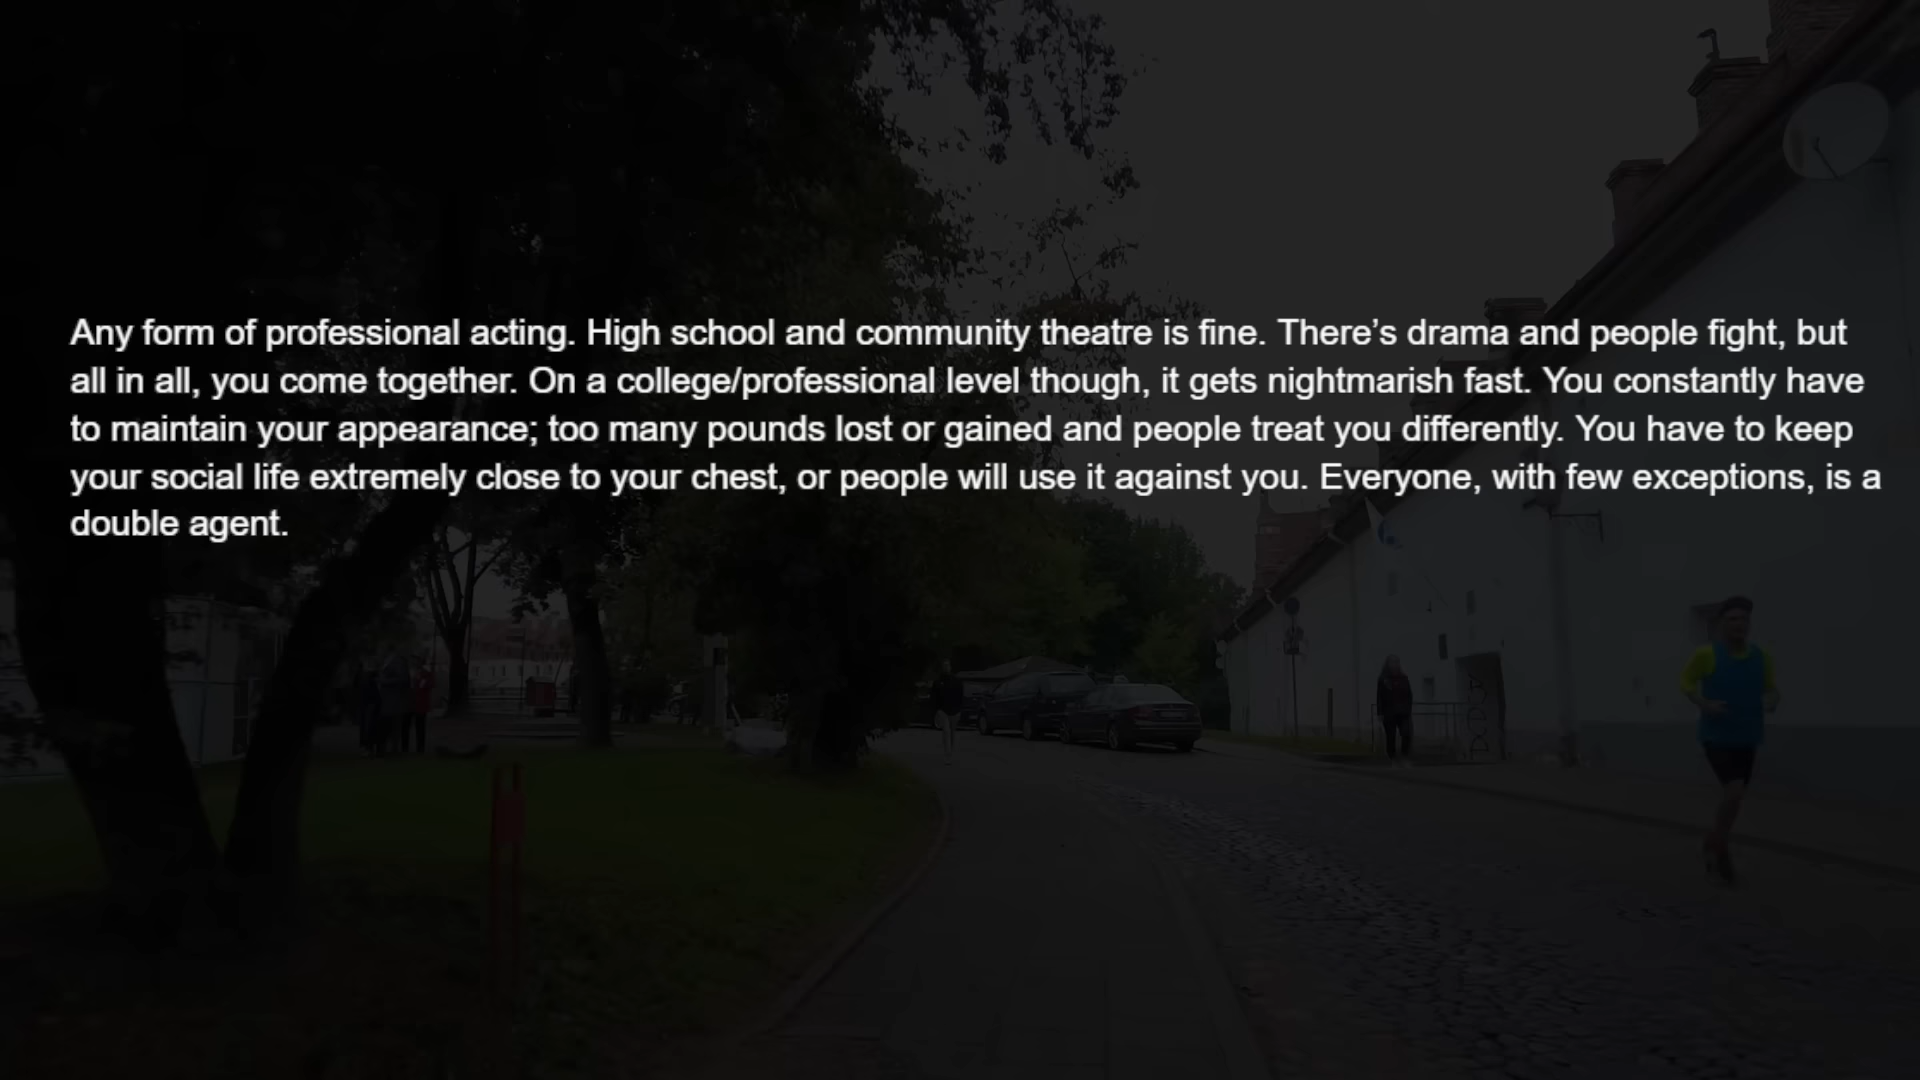 Any form of professional acting. High school and community theatre is fine. There’s drama and people fight, but
all in all, you come together. On a college/professional level though, it gets nightmarish fast. You constantly have
to maintain your appearance; too many pounds lost or gained and people treat you differently. You have to keep
your social life extremely close to your chest, or people will use it against you. Everyone, with few exceptions, is a
double agent.